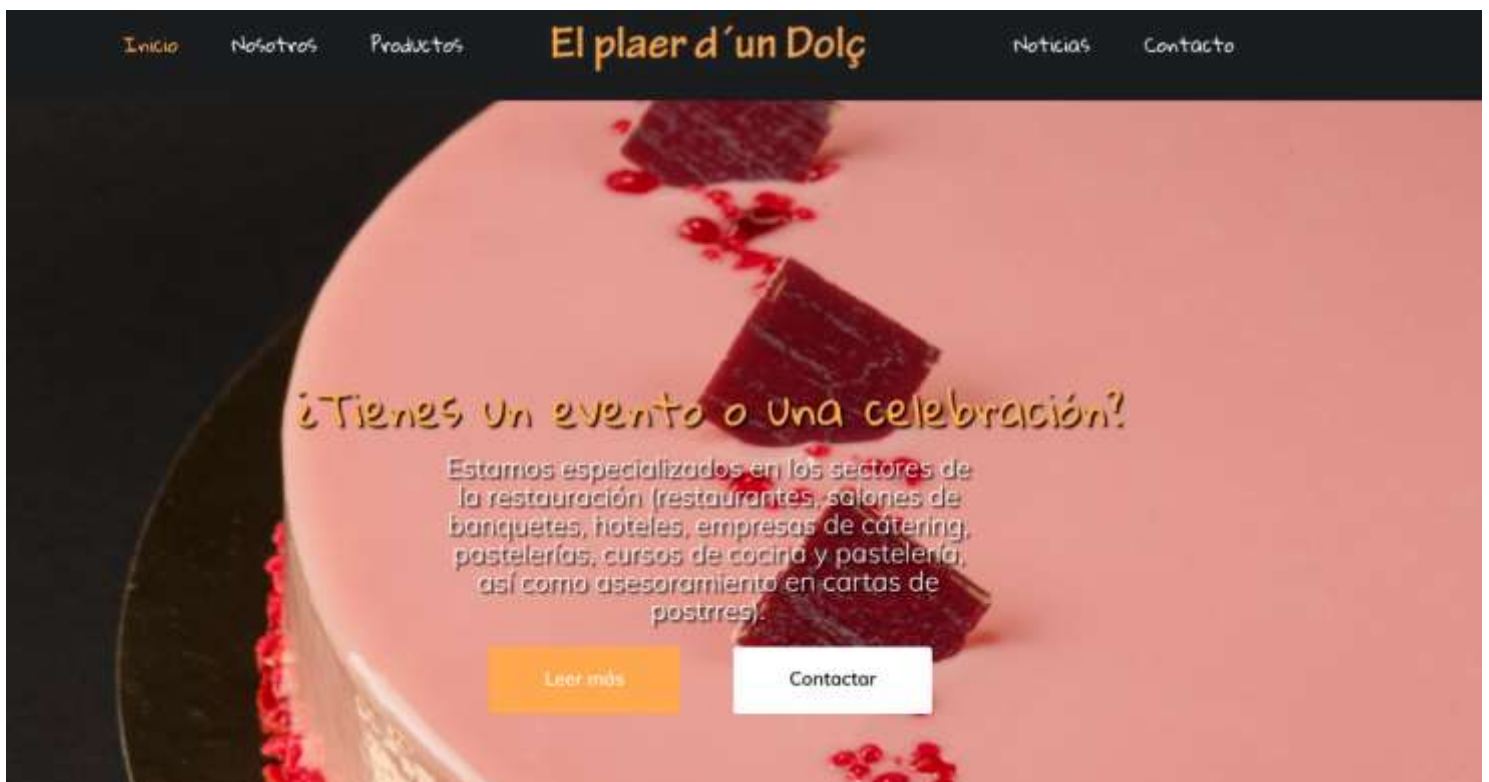 Inicio Nosotros Productos El plaer d´un Dolç Noticias Contacto
¿Tienes un evento o una celebración?
Estamos especializados en los sectores de
la restauración (restaurantes, salones de
banquetes, hoteles, empresas de cátering,
pastelerías, cursos de cocina y pastelería,
así como asesoramiento en cartas de
postrres).
Leer más Contactar